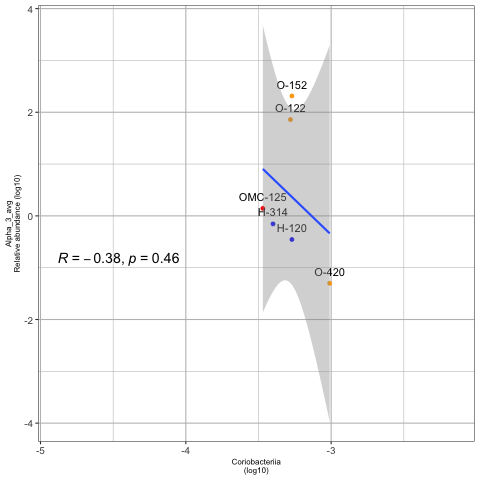 4
2
0
-2
-4
Alpha_3_avg
Relative abundance (log10)
O-152
O-122
OMC-125
H-314
H-120
O-420
R = −0.38, p = 0.46
-5
-4
-3
Coriobacteriia
(log10)